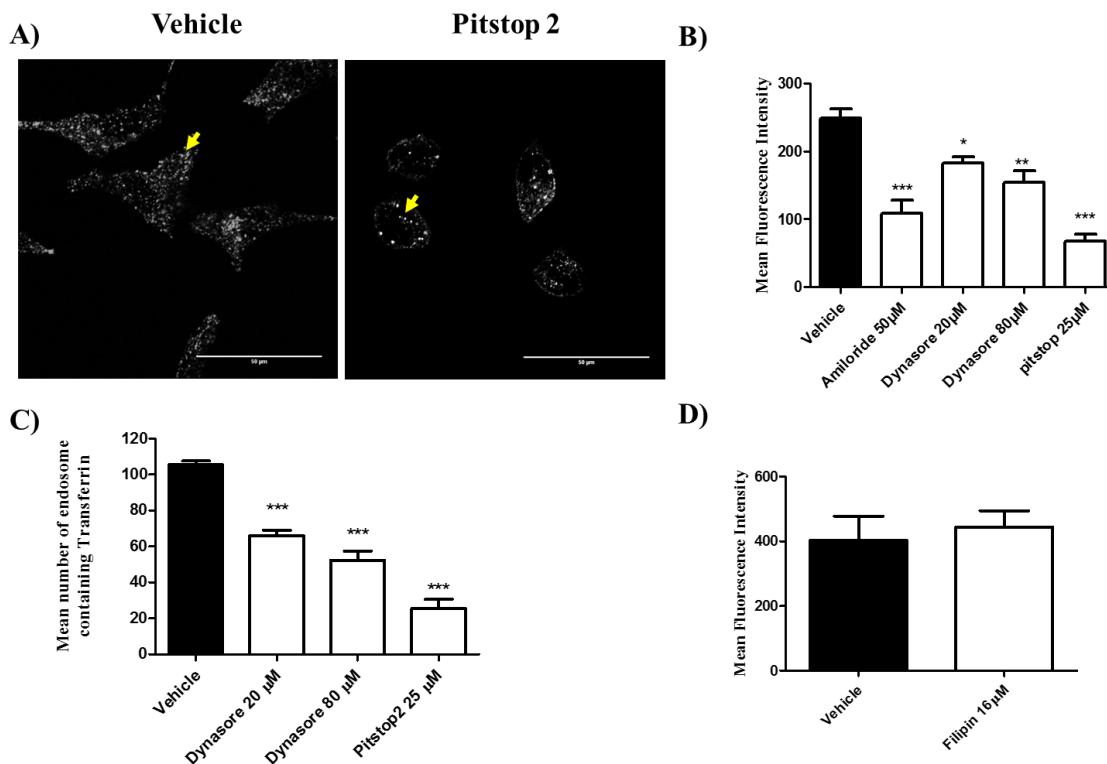 Vehicle
Pitstop 2
A)
50 µm
50 µm
B)
Mean Fluorescence Intensity
300
200
100
0
***
*
**
***
Vehicle
Amiloride 50µM
Dynasore 20µM
Dynasore 80µM
pitstop 25µM
C)
Mean number of endosome
containing Transferrin
120
100
80
60
40
20
0
***
***
***
Vehicle
Dynasore 20 µM
Dynasore 80 µM
Pitstop2 25 µM
D)
Mean Fluorescence Intensity
600
400
200
0
Vehicle
Filipin 16µM